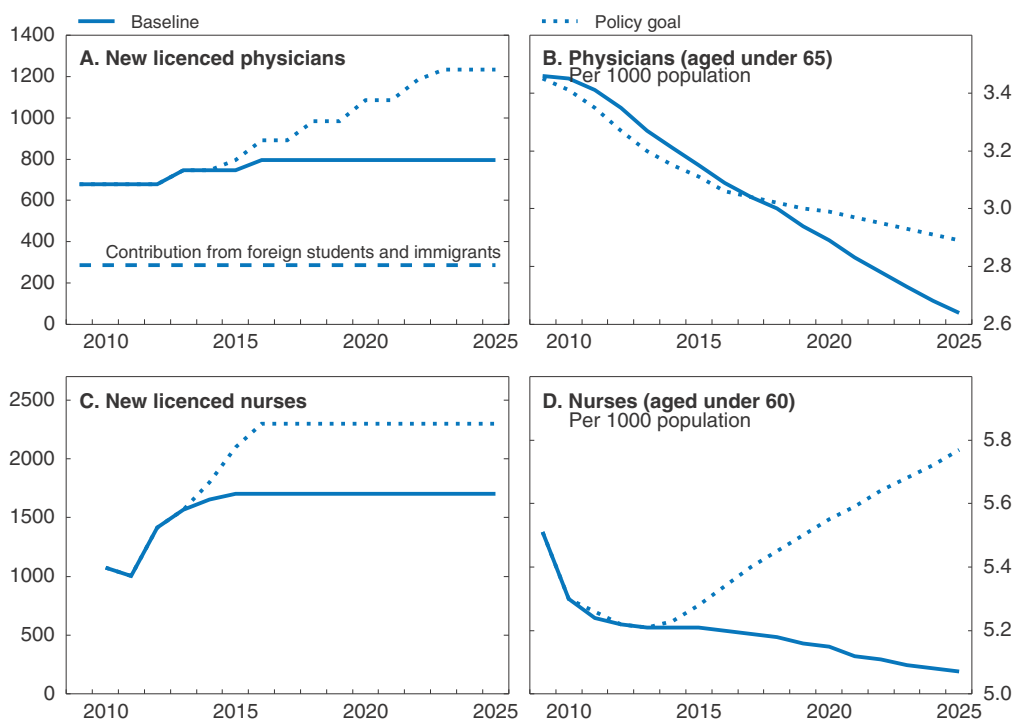 Baseline
Policy goal
A. New licenced physicians
1400
1200
1000
800
600
400
200
0
Contribution from foreign students and immigrants
2010 2015 2020 2025
B. Physicians (aged under 65)
Per 1000 population
3.4
3.2
3.0
2.8
2.6
2010 2015 2020 2025
C. New licenced nurses
2500
2000
1500
1000
500
0
2010 2015 2020 2025
D. Nurses (aged under 60)
Per 1000 population
5.8
5.6
5.4
5.2
5.0
2010 2015 2020 2025